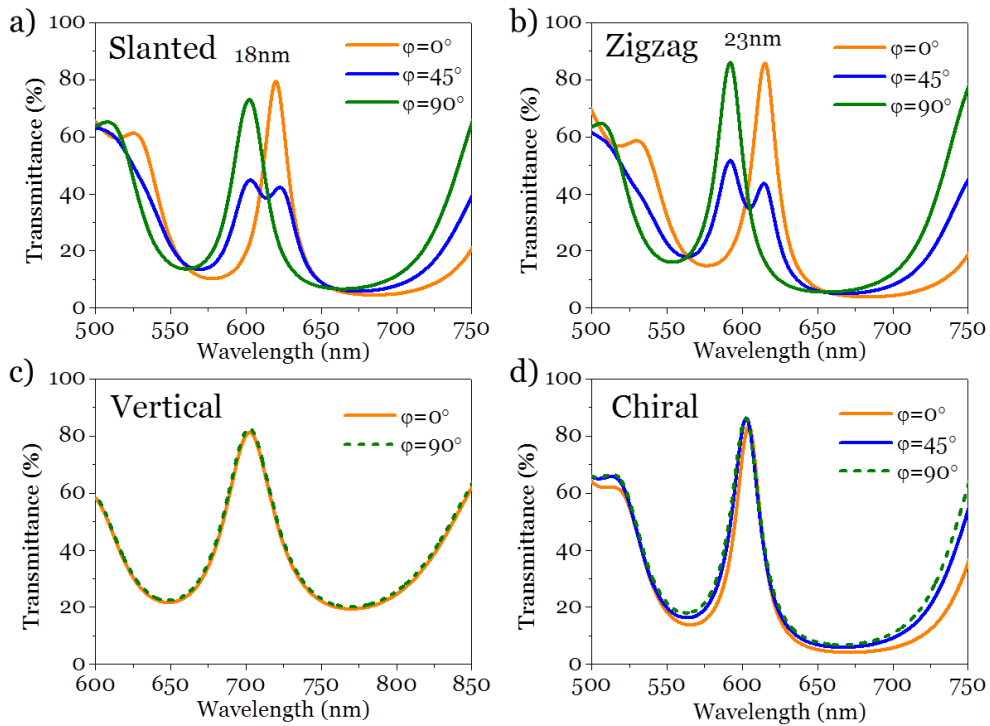 a)
Slanted
18nm
φ=0°
φ=45°
φ=90°
100
80
60
40
20
0
Transmittance (%)
500 550 600 650 700 750
Wavelength (nm)
b)
Zigzag
23nm
φ=0°
φ=45°
φ=90°
100
80
60
40
20
0
Transmittance (%)
500 550 600 650 700 750
Wavelength (nm)
c)
Vertical
φ=0°
φ=90°
100
80
60
40
20
0
Transmittance (%)
600 650 700 750 800 850
Wavelength (nm)
d)
Chiral
φ=0°
φ=45°
φ=90°
100
80
60
40
20
0
Transmittance (%)
500 550 600 650 700 750
Wavelength (nm)